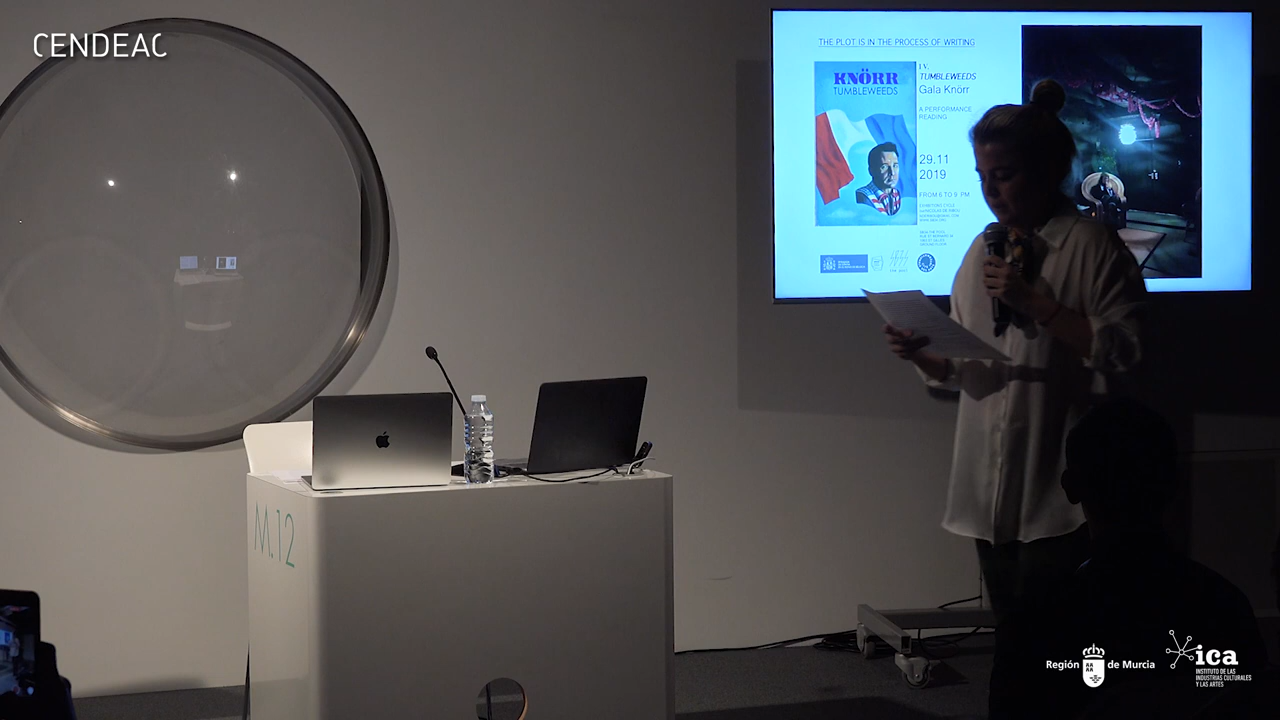 CENDEAC
THE PLOT IS IN THE PROCESS OF WRITING
KNÖRR
TUMBLEWEEDS
IV.
TUMBLEWEEDS
Gala Knörr
A PERFORMANCE
READING
29.11
2019
FROM 6 TO 9 PM
M.12
Región de Murcia
ica
INSTITUTO DE LAS
INDUSTRIAS CULTURALES
Y LAS ARTES